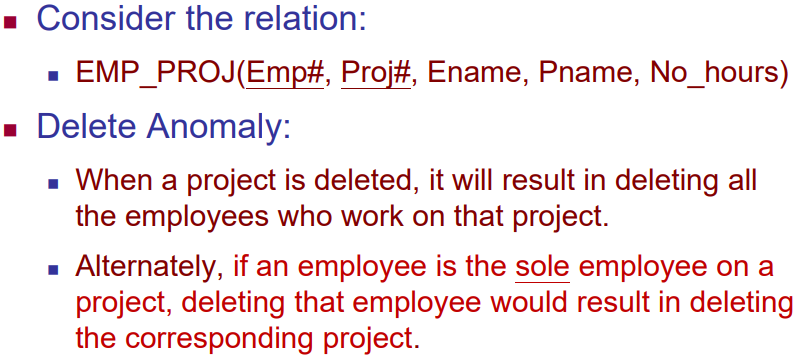 Consider the relation:
EMP_PROJ(Emp#, Proj#, Ename, Pname, No_hours)
Delete Anomaly:
When a project is deleted, it will result in deleting all
the employees who work on that project.
Alternately, if an employee is the sole employee on a
project, deleting that employee would result in deleting
the corresponding project.